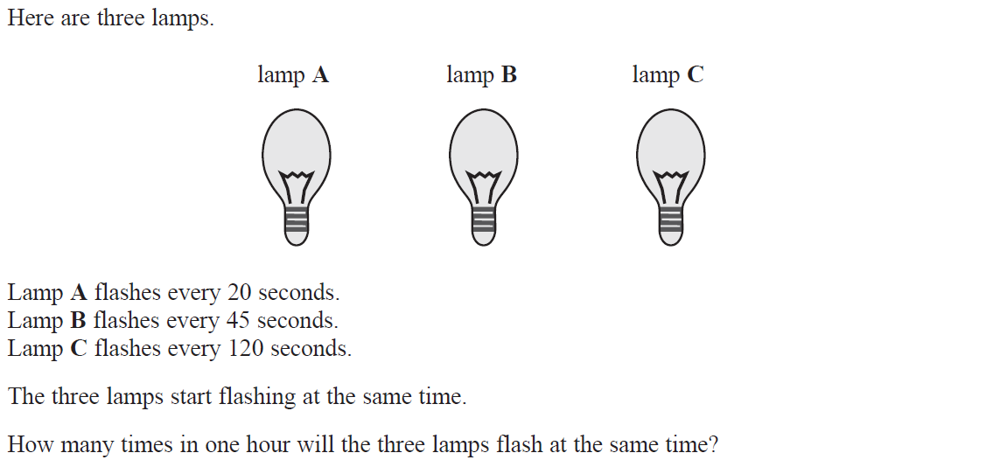 Here are three lamps.
lamp A lamp B lamp C
Lamp A flashes every 20 seconds.
Lamp B flashes every 45 seconds.
Lamp C flashes every 120 seconds.
The three lamps start flashing at the same time.
How many times in one hour will the three lamps flash at the same time?